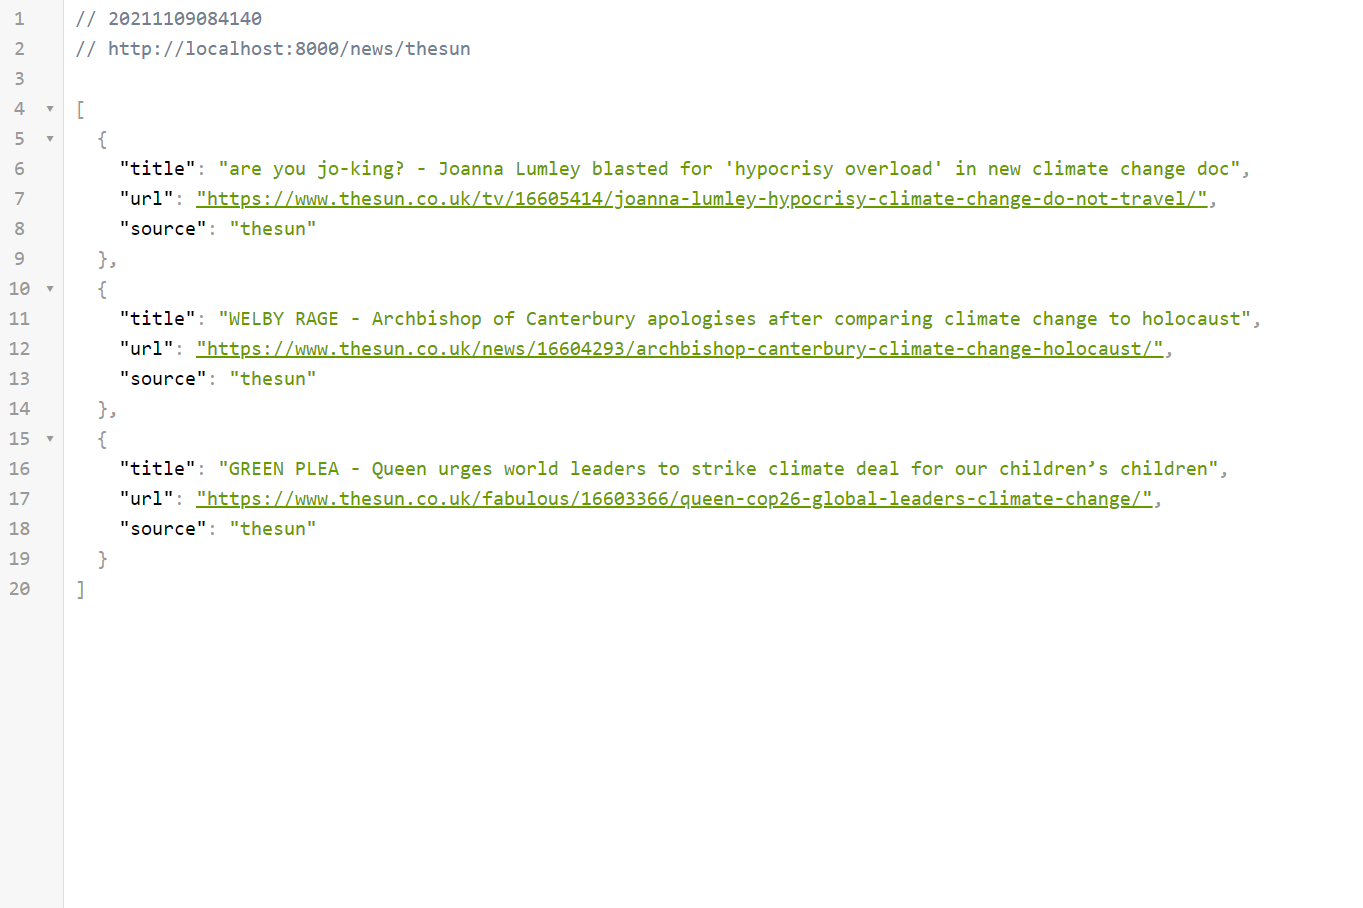 1 // 20211109084140
2 // http://localhost:8000/news/thesun
3
4 [
5 {
6 "title": "are you jo-king? - Joanna Lumley blasted for 'hypocrisy overload' in new climate change doc",
7 "url": "https://www.thesun.co.uk/tv/16605414/joanna-lumley-hypocrisy-climate-change-do-not-travel/",
8 "source": "thesun"
9 },
10 {
11 "title": "WELBY RAGE - Archbishop of Canterbury apologises after comparing climate change to holocaust",
12 "url": "https://www.thesun.co.uk/news/16604293/archbishop-canterbury-climate-change-holocaust/",
13 "source": "thesun"
14 },
15 {
16 "title": "GREEN PLEA - Queen urges world leaders to strike climate deal for our children’s children",
17 "url": "https://www.thesun.co.uk/fabulous/16603366/queen-cop26-global-leaders-climate-change/",
18 "source": "thesun"
19 }
20 ]